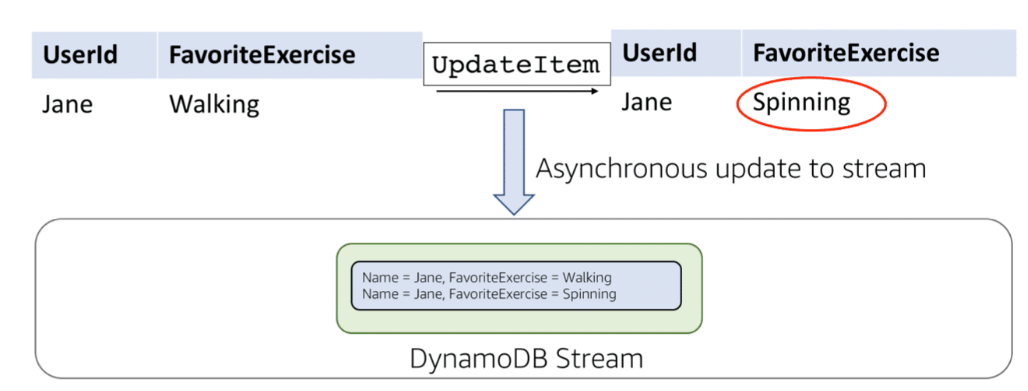 UserId FavoriteExercise
Jane Walking
UpdateItem
UserId FavoriteExercise
Jane Spinning
Asynchronous update to stream
Name = Jane, FavoriteExercise = Walking
Name = Jane, FavoriteExercise = Spinning
DynamoDB Stream